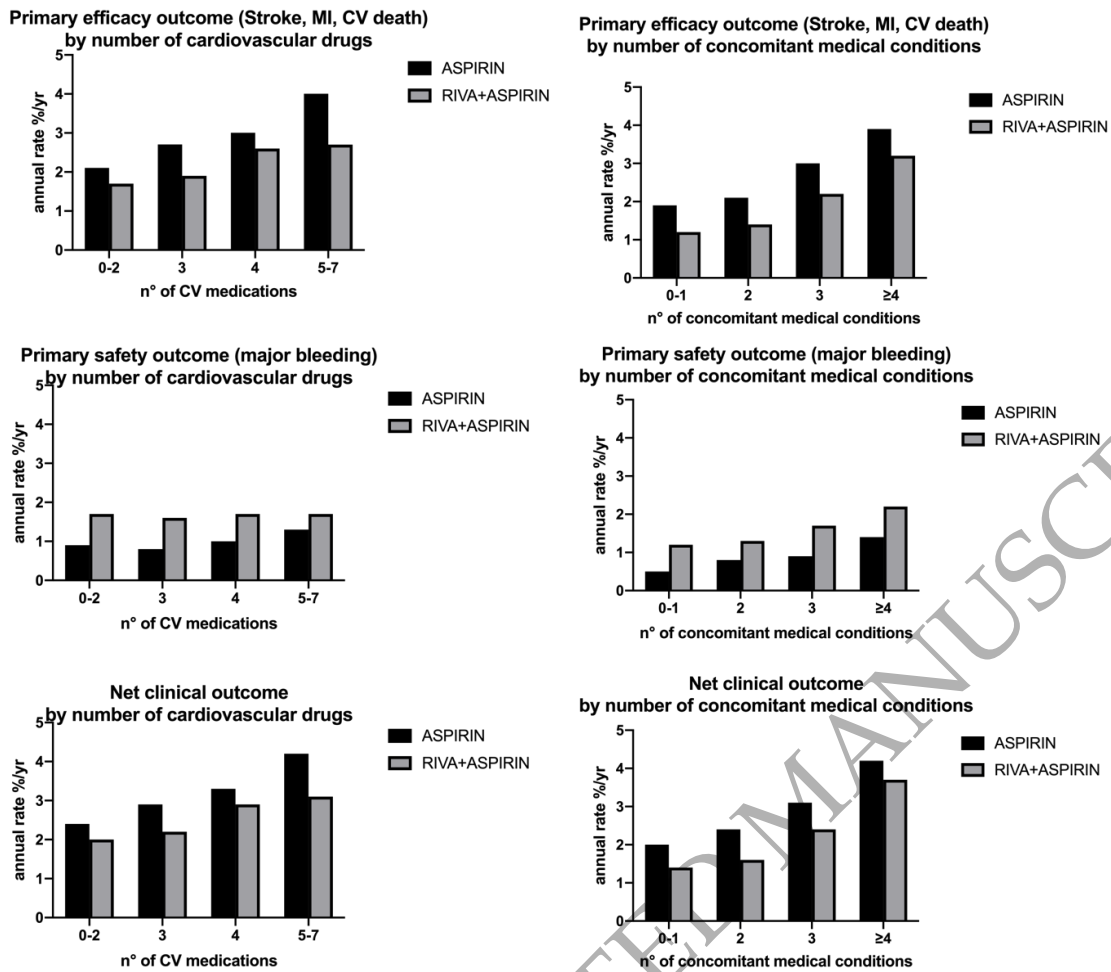 Primary efficacy outcome (Stroke, MI, CV death)
by number of cardiovascular drugs
5
4
3
2
1
0
annual rate %/yr
0-2
3
4
5-7
n° of CV medications
ASPIRIN
RIVA+ASPIRIN
Primary efficacy outcome (Stroke, MI, CV death)
by number of concomitant medical conditions
5
4
3
2
1
0
annual rate %/yr
0-1
2
3
≥4
n° of concomitant medical conditions
ASPIRIN
RIVA+ASPIRIN
Primary safety outcome (major bleeding)
by number of cardiovascular drugs
5
4
3
2
1
0
annual rate %/yr
0-2
3
4
5-7
n° of CV medications
ASPIRIN
RIVA+ASPIRIN
Primary safety outcome (major bleeding)
by number of concomitant medical conditions
5
4
3
2
1
0
annual rate %/yr
0-1
2
3
≥4
n° of concomitant medical conditions
ASPIRIN
RIVA+ASPIRIN
Net clinical outcome
by number of cardiovascular drugs
5
4
3
2
1
0
annual rate %/yr
0-2
3
4
5-7
n° of CV medications
ASPIRIN
RIVA+ASPIRIN
Net clinical outcome
by number of concomitant medical conditions
5
4
3
2
1
0
annual rate %/yr
0-1
2
3
≥4
n° of concomitant medical conditions
ASPIRIN
RIVA+ASPIRIN